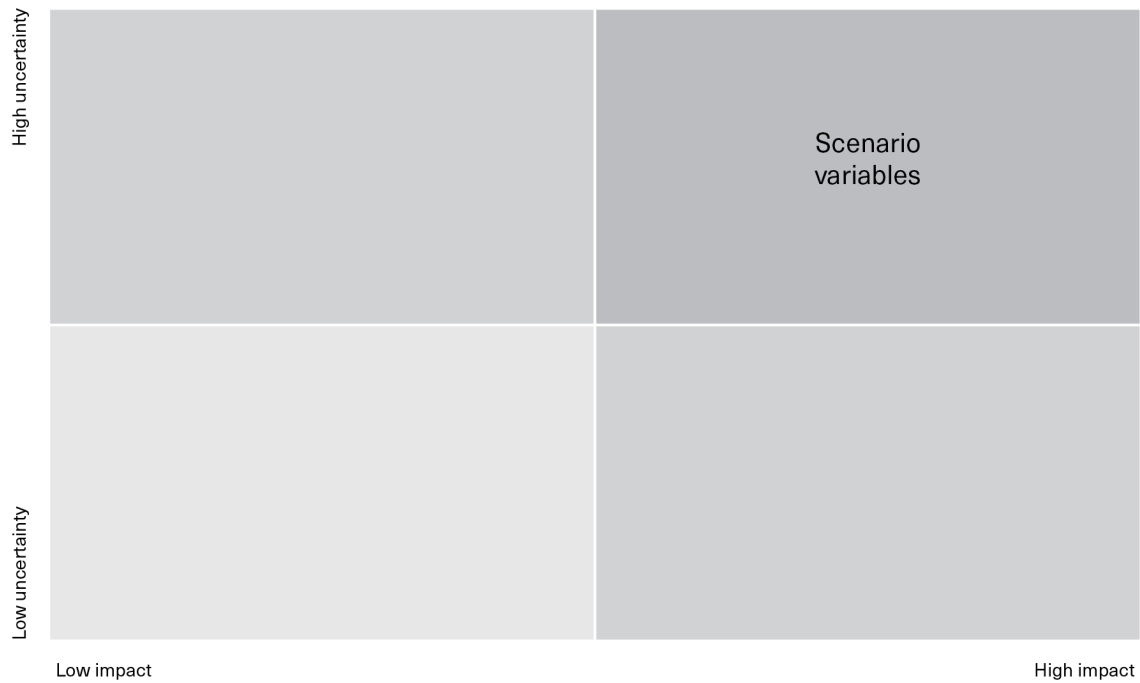 High uncertainty
Scenario
variables
Low uncertainty
Low impact
High impact